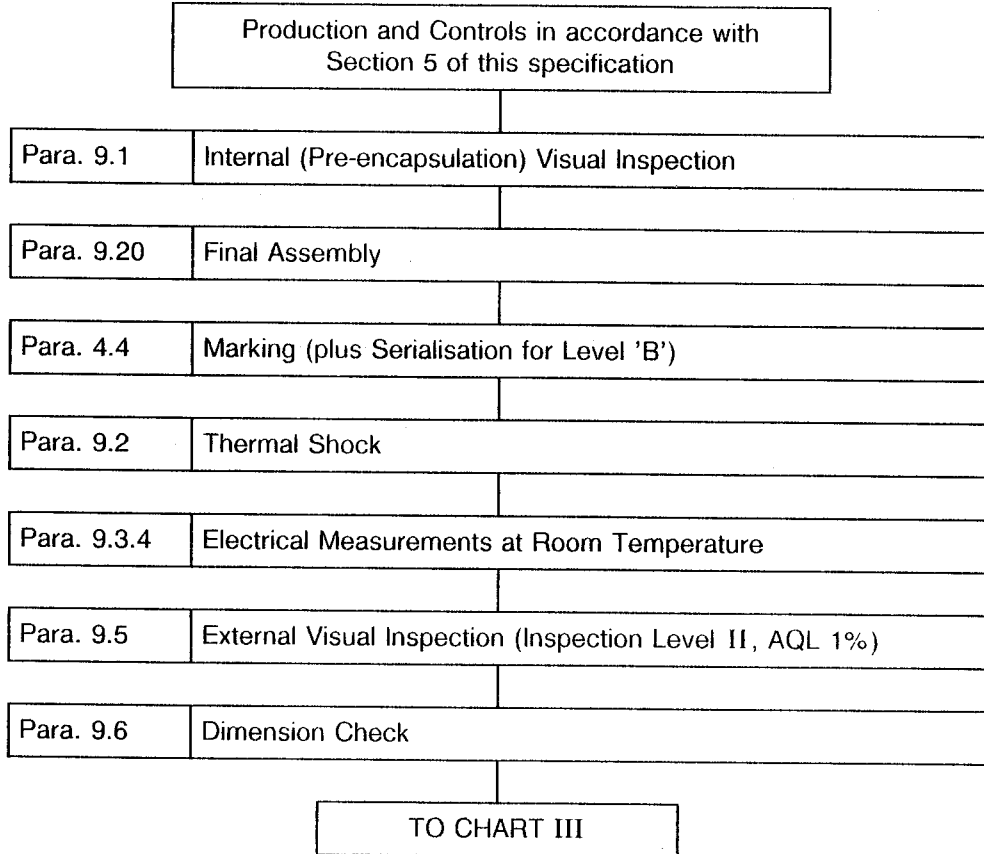 Production and Controls in accordance with
Section 5 of this specification
Para. 9.1 Internal (Pre-encapsulation) Visual Inspection
Para. 9.20 Final Assembly
Para. 4.4 Marking (plus Serialisation for Level 'B')
Para. 9.2 Thermal Shock
Para. 9.3.4 Electrical Measurements at Room Temperature
Para. 9.5 External Visual Inspection (Inspection Level II, AQL 1%)
Para. 9.6 Dimension Check
TO CHART III